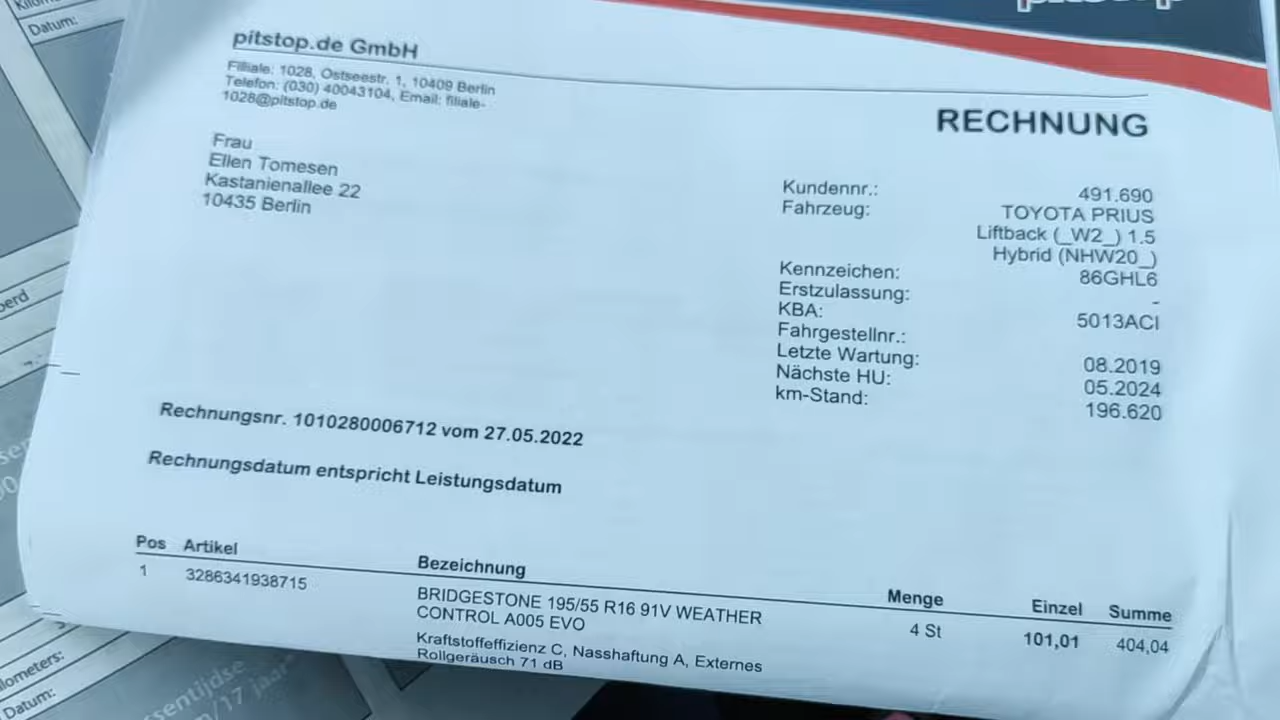 pitstop
pitstop.de GmbH
Filiale: 1028, Ostseestr. 1, 10409 Berlin
Telefon: (030) 40043104, Email: filiale-
1028@pitstop.de
RECHNUNG
Frau
Ellen Tomesen
Kastanienallee 22
10435 Berlin
Kundennr.: 491.690
Fahrzeug: TOYOTA PRIUS
Liftback (_W2_) 1.5
Hybrid (NHW20_)
Kennzeichen: 86GHL6
Erstzulassung: -
KBA: 5013ACI
Fahrgestellnr.:
Letzte Wartung: 08.2019
Nächste HU: 05.2024
km-Stand: 196.620
Rechnungsnr. 1010280006712 vom 27.05.2022
Rechnungsdatum entspricht Leistungsdatum
Pos Artikel Bezeichnung Menge Einzel Summe
1 3286341938715 BRIDGESTONE 195/55 R16 91V WEATHER 4 St 101,01 404,04
CONTROL A005 EVO
Kraftstoffeffizienz C, Nasshaftung A, Externes
Rollgeräusch 71 dB
Datum:
Datum: